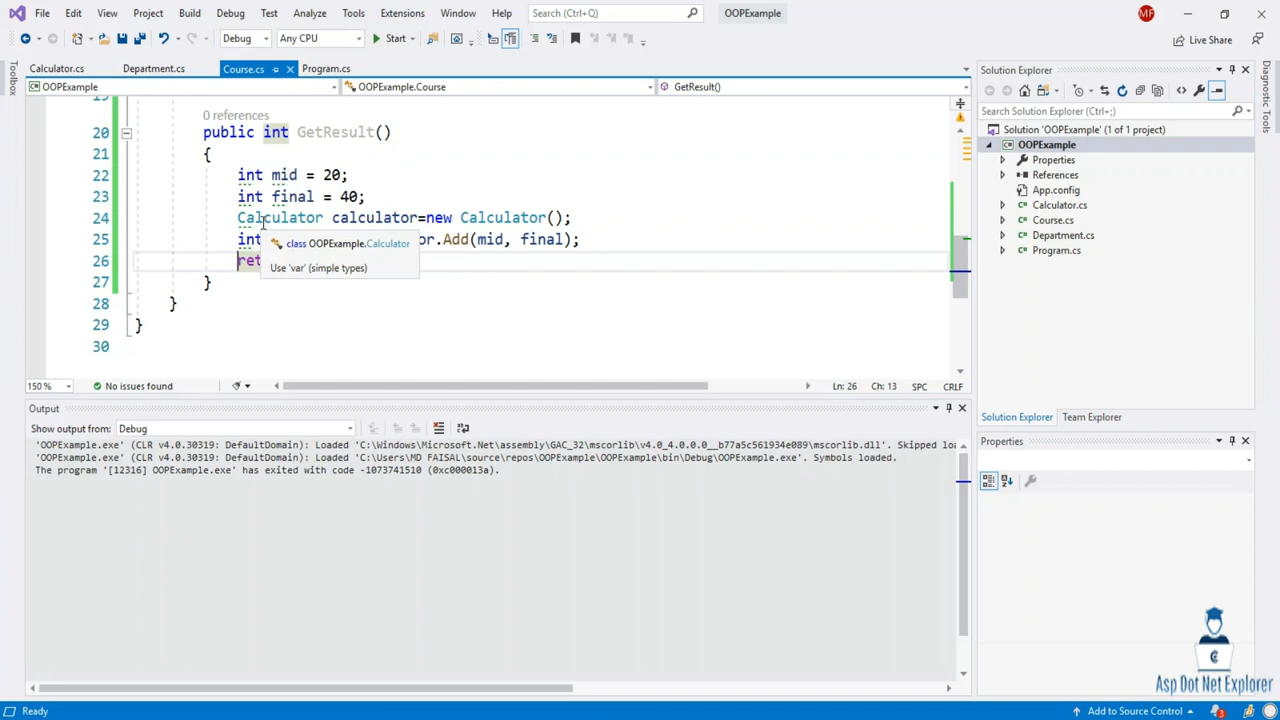 File Edit View Project Build Debug Test Analyze Tools Extensions Window Help Search (Ctrl+/) OOPExample MF
Debug Any CPU Start Live Share
Toolbox
Calculator.cs Department.cs Course.cs Program.cs
OOPExample OOPExample.Course GetResult()
19
0 references
20 public int GetResult()
21 {
22 int mid = 20;
23 int final = 40;
24 Calculator calculator=new Calculator();
25 int or.Add(mid, final);
class OOPExample.Calculator
Use 'var' (simple types)
26 ret
27 }
28 }
29 }
30
150 % No issues found Ln: 26 Ch: 13 SPC CRLF
Output
Show output from: Debug
'OOPExample.exe' (CLR v4.0.30319: DefaultDomain): Loaded 'C:\Windows\Microsoft.Net\assembly\GAC_32\mscorlib\v4.0_4.0.0.0__b77a5c561934e089\mscorlib.dll'. Skipped loa
'OOPExample.exe' (CLR v4.0.30319: DefaultDomain): Loaded 'C:\Users\MD FAISAL\source\repos\OOPExample\OOPExample\bin\Debug\OOPExample.exe'. Symbols loaded.
The program '[12316] OOPExample.exe' has exited with code -1073741510 (0xc000013a).
Solution Explorer
Search Solution Explorer (Ctrl+;)
Solution 'OOPExample' (1 of 1 project)
OOPExample
Properties
References
App.config
Calculator.cs
Course.cs
Department.cs
Program.cs
Solution Explorer Team Explorer
Properties
Diagnostic Tools
Asp Dot Net Explorer
Ready Add to Source Control 3